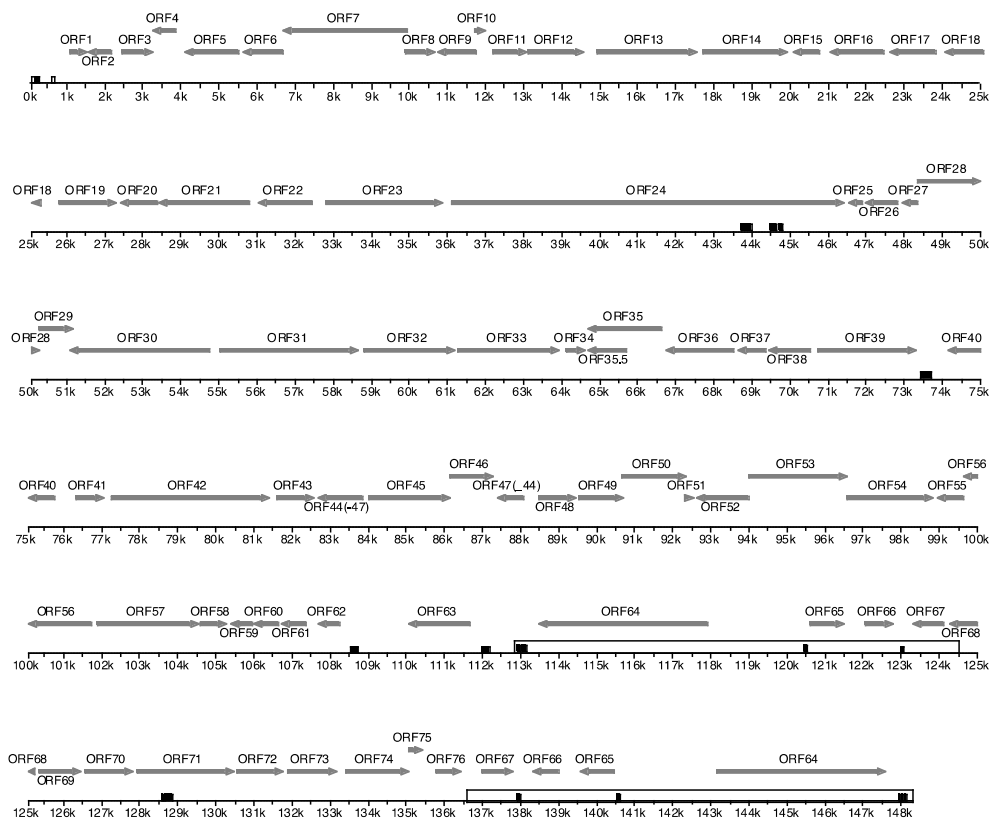 ORF4 ORF7 ORF10
ORF1 ORF3 ORF5 ORF6 ORF8 ORF9 ORF11 ORF12 ORF13 ORF14 ORF15 ORF16 ORF17 ORF18
ORF2
0k 1k 2k 3k 4k 5k 6k 7k 8k 9k 10k 11k 12k 13k 14k 15k 16k 17k 18k 19k 20k 21k 22k 23k 24k 25k
ORF28
ORF18 ORF19 ORF20 ORF21 ORF22 ORF23 ORF24 ORF25 ORF27
ORF26
25k 26k 27k 28k 29k 30k 31k 32k 33k 34k 35k 36k 37k 38k 39k 40k 41k 42k 43k 44k 45k 46k 47k 48k 49k 50k
ORF29 ORF35
ORF28 ORF30 ORF31 ORF32 ORF33 ORF34 ORF36 ORF37 ORF39 ORF40
ORF35.5 ORF38
50k 51k 52k 53k 54k 55k 56k 57k 58k 59k 60k 61k 62k 63k 64k 65k 66k 67k 68k 69k 70k 71k 72k 73k 74k 75k
ORF46 ORF50 ORF53 ORF56
ORF40 ORF41 ORF42 ORF43 ORF45 ORF47(_44) ORF49 ORF51 ORF54 ORF55
ORF44(-47) ORF48 ORF52
75k 76k 77k 78k 79k 80k 81k 82k 83k 84k 85k 86k 87k 88k 89k 90k 91k 92k 93k 94k 95k 96k 97k 98k 99k 100k
ORF56 ORF57 ORF58 ORF60 ORF62 ORF63 ORF64 ORF65 ORF66 ORF67
ORF59 ORF61 ORF68
100k 101k 102k 103k 104k 105k 106k 107k 108k 109k 110k 111k 112k 113k 114k 115k 116k 117k 118k 119k 120k 121k 122k 123k 124k 125k
ORF75
ORF68 ORF70 ORF71 ORF72 ORF73 ORF74 ORF76 ORF67 ORF66 ORF65 ORF64
ORF69
125k 126k 127k 128k 129k 130k 131k 132k 133k 134k 135k 136k 137k 138k 139k 140k 141k 142k 143k 144k 145k 146k 147k 148k